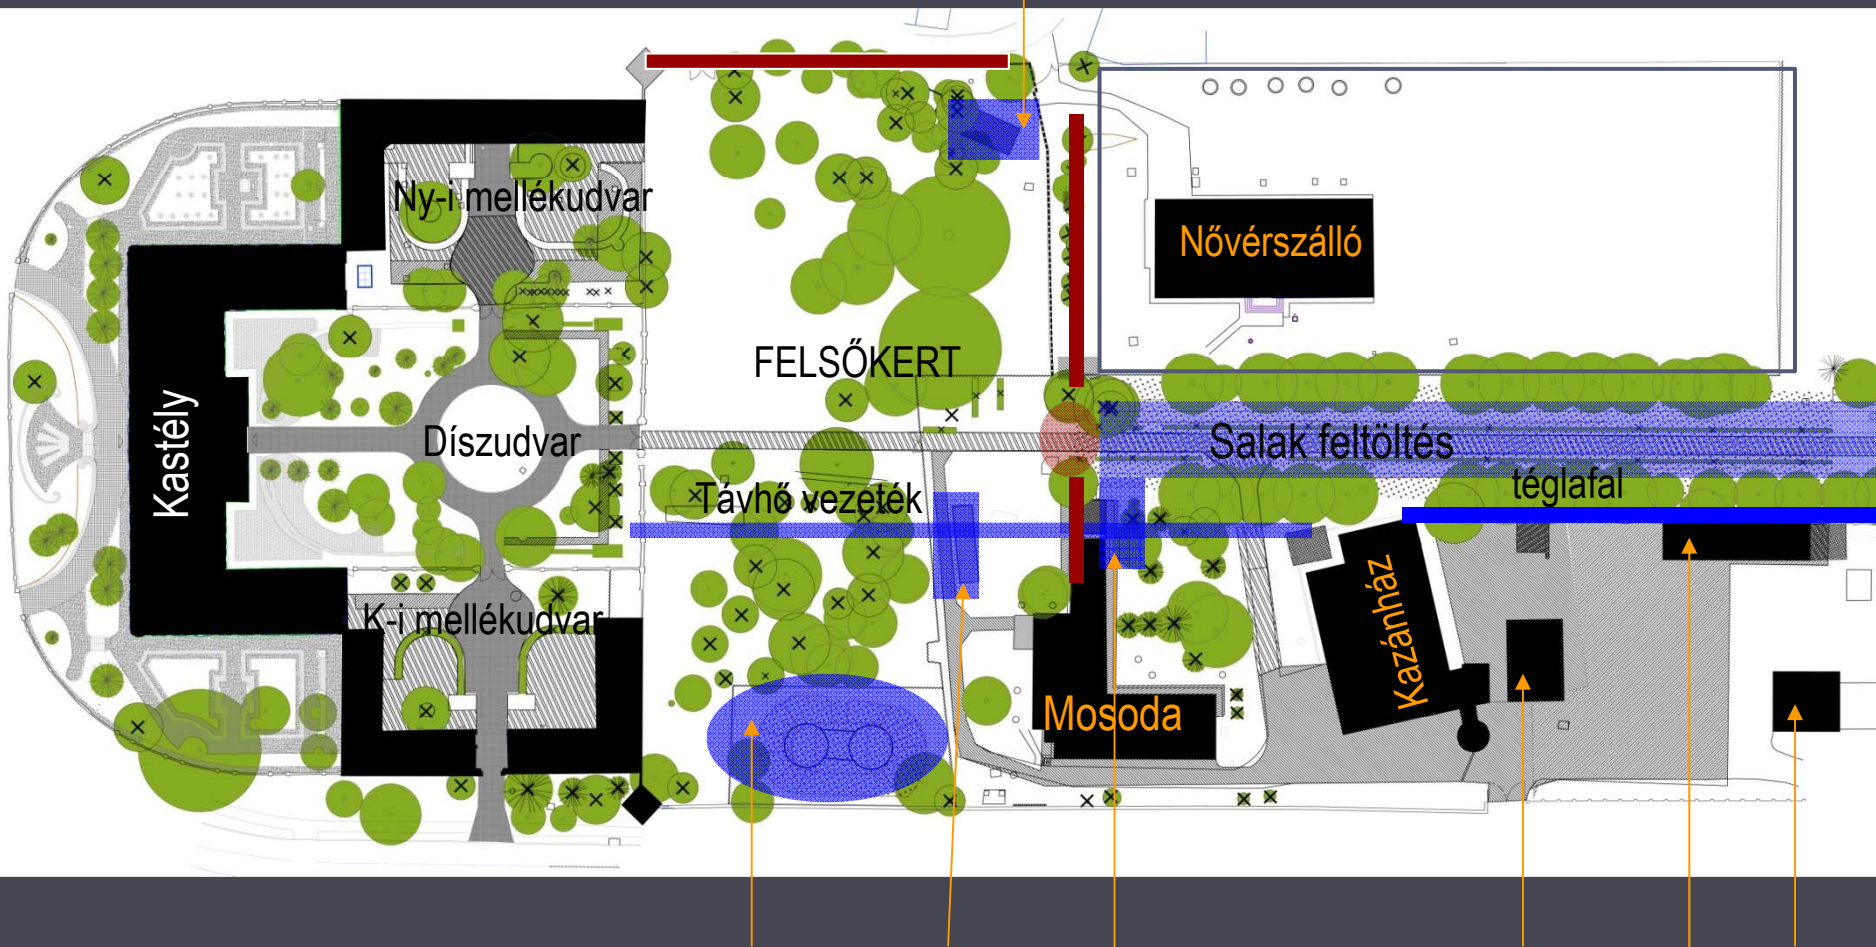 Ny-i mellékudvar
Nővérszálló
FELSŐKERT
Kastély
Díszudvar
Salak feltöltés
téglafal
Távhő vezeték
K-i mellékudvar
Kazánház
Mosoda